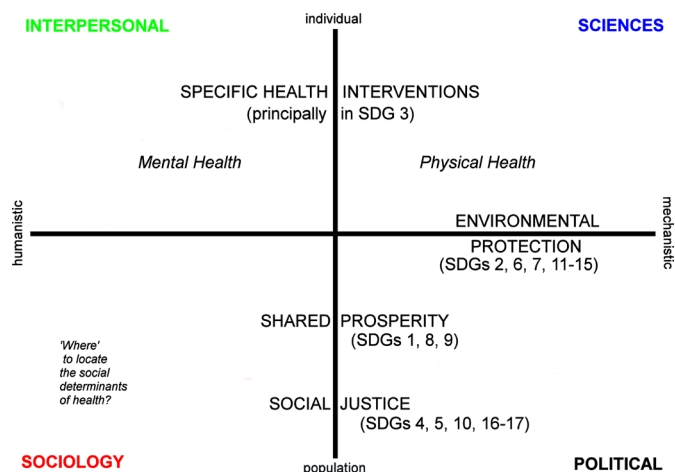 INTERPERSONAL
individual
SCIENCES
SPECIFIC HEALTH INTERVENTIONS
(principally in SDG 3)
Mental Health
Physical Health
humanistic
mechanistic
ENVIRONMENTAL
PROTECTION
(SDGs 2, 6, 7, 11-15)
SHARED PROSPERITY
(SDGs 1, 8, 9)
'Where'
to locate
the social
determinants
of health?
SOCIAL JUSTICE
(SDGs 4, 5, 10, 16-17)
SOCIOLOGY
population
POLITICAL